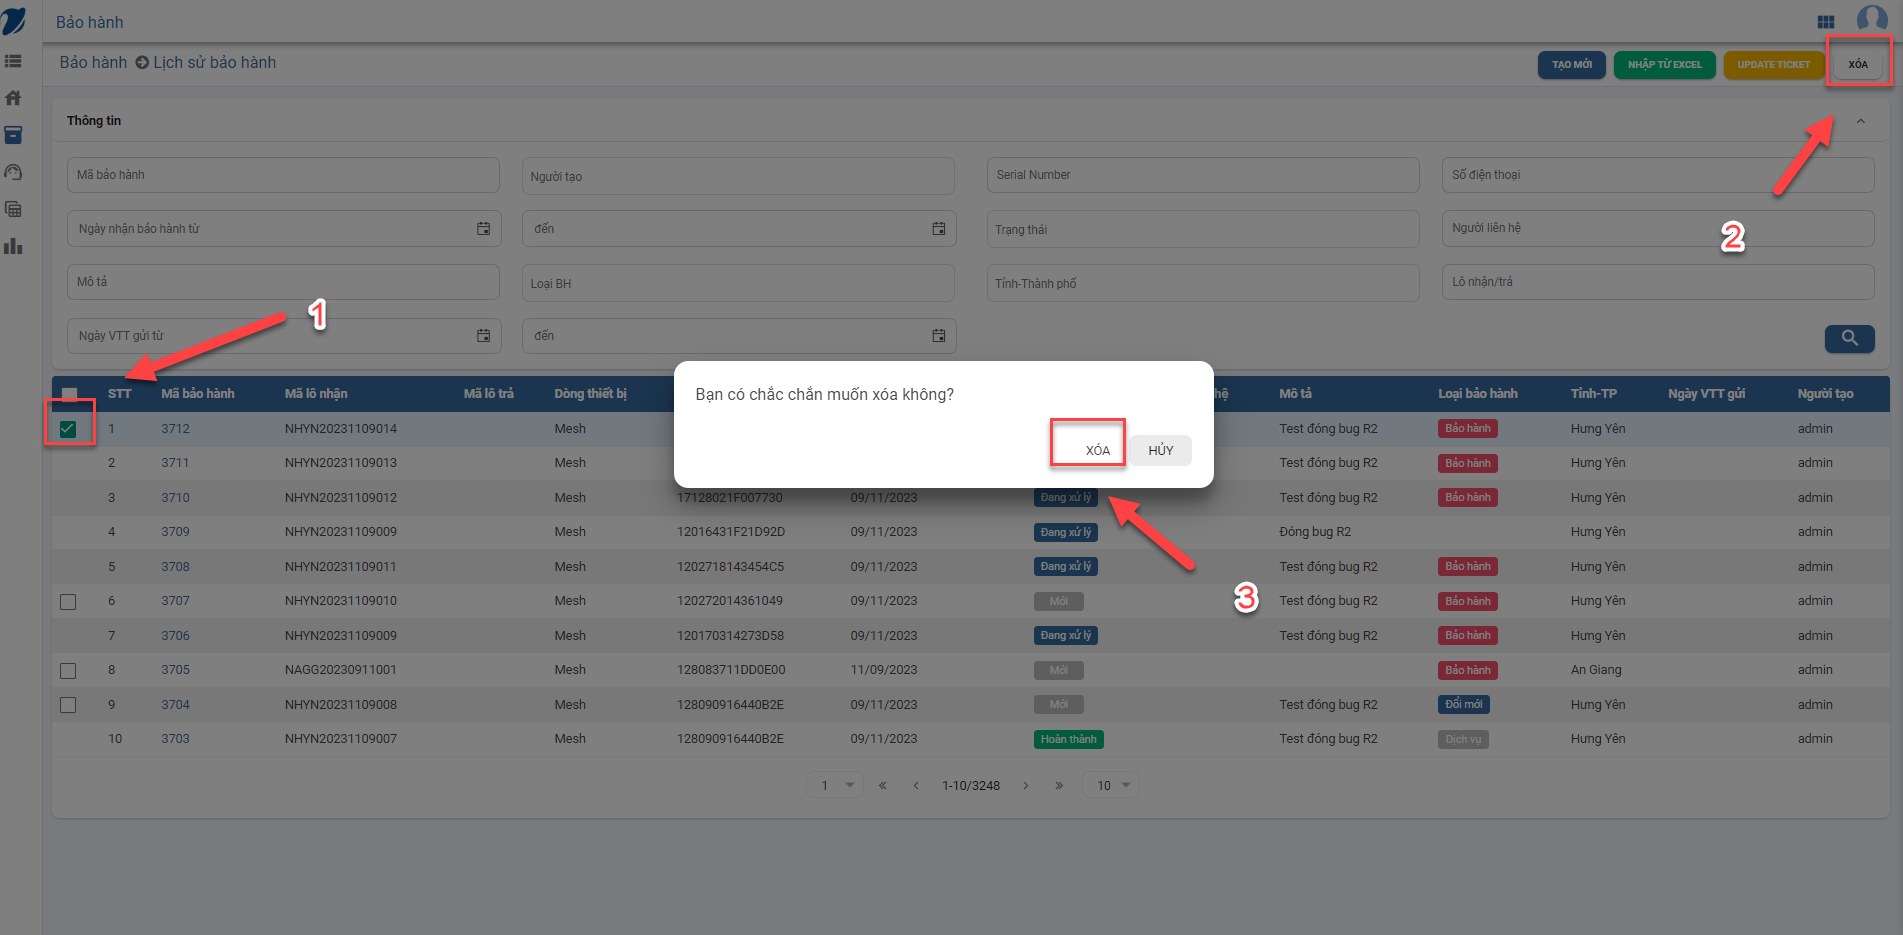 Bảo hành
Bảo hành Lịch sử bảo hành
TẠO MỚI NHẬP TỪ EXCEL UPDATE TICKET XÓA
Thông tin
Mã bảo hành Người tạo Serial Number Số điện thoại
Ngày nhận bảo hành từ đến Trạng thái Người liên hệ
2
Mô tả Loại BH Tỉnh-Thành phố Lô nhận/trả
1
Ngày VTT gửi từ đến
STT Mã bảo hành Mã lô nhận Mã lô trả Dòng thiết bị hệ Mô tả Loại bảo hành Tỉnh-TP Ngày VTT gửi Người tạo
Bạn có chắc chắn muốn xóa không?
XÓA HỦY
1 3712 NHYN20231109014 Mesh Test đóng bug R2 Bảo hành Hưng Yên admin
2 3711 NHYN20231109013 Mesh Test đóng bug R2 Bảo hành Hưng Yên admin
3 3710 NHYN20231109012 Mesh 17128021F007730 09/11/2023 Đang xử lý Test đóng bug R2 Bảo hành Hưng Yên admin
4 3709 NHYN20231109009 Mesh 12016431F21D92D 09/11/2023 Đang xử lý Đóng bug R2 Hưng Yên admin
5 3708 NHYN20231109011 Mesh 1202718143454C5 09/11/2023 Đang xử lý Test đóng bug R2 Bảo hành Hưng Yên admin
3
6 3707 NHYN20231109010 Mesh 120272014361049 09/11/2023 Mới Test đóng bug R2 Bảo hành Hưng Yên admin
7 3706 NHYN20231109009 Mesh 120170314273D58 09/11/2023 Đang xử lý Test đóng bug R2 Bảo hành Hưng Yên admin
8 3705 NAGG20230911001 Mesh 128083711DD0E00 11/09/2023 Mới Bảo hành An Giang admin
9 3704 NHYN20231109008 Mesh 128090916440B2E 09/11/2023 Mới Test đóng bug R2 Đổi mới Hưng Yên admin
10 3703 NHYN20231109007 Mesh 128090916440B2E 09/11/2023 Hoàn thành Test đóng bug R2 Dịch vụ Hưng Yên admin
1 « ‹ 1-10/3248 › » 10